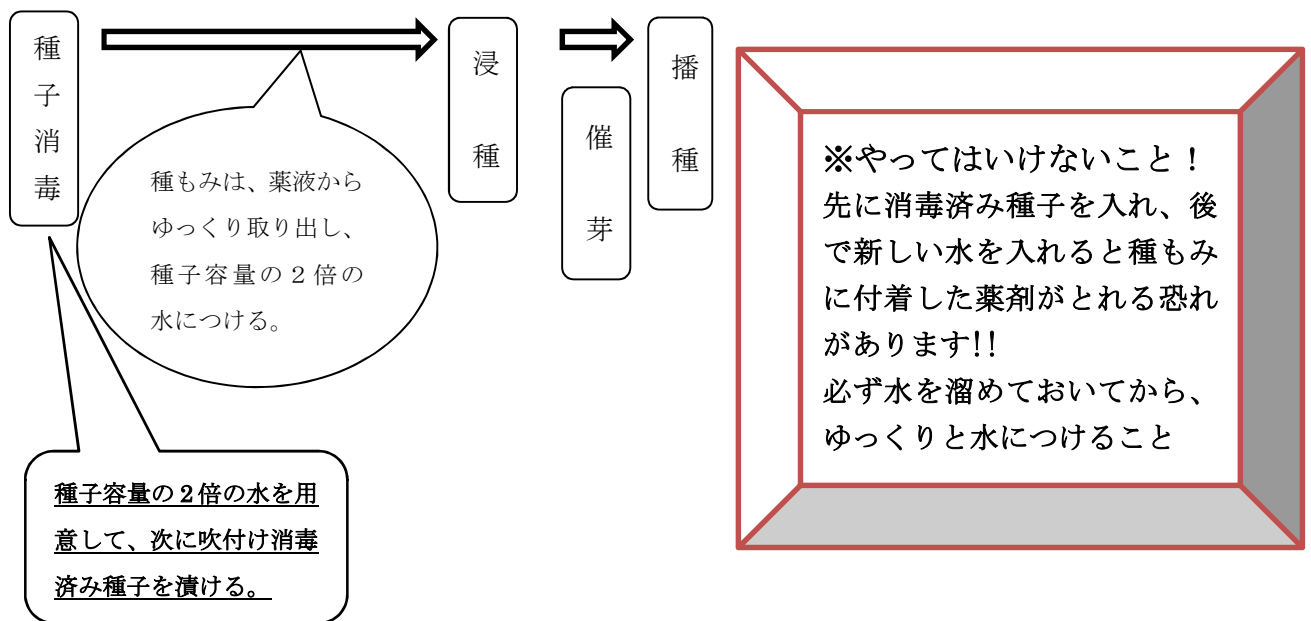 種子消毒
浸種
催芽
播種
種もみは、薬液から
ゆっくり取り出し、
種子容量の２倍の
水につける。
種子容量の２倍の水を用
意して、次に吹付け消毒
済み種子を漬ける。
※やってはいけないこと！
先に消毒済み種子を入れ、後
で新しい水を入れると種もみ
に付着した薬剤がとれる恐れ
があります!!
必ず水を溜めておいてから、
ゆっくりと水につけること